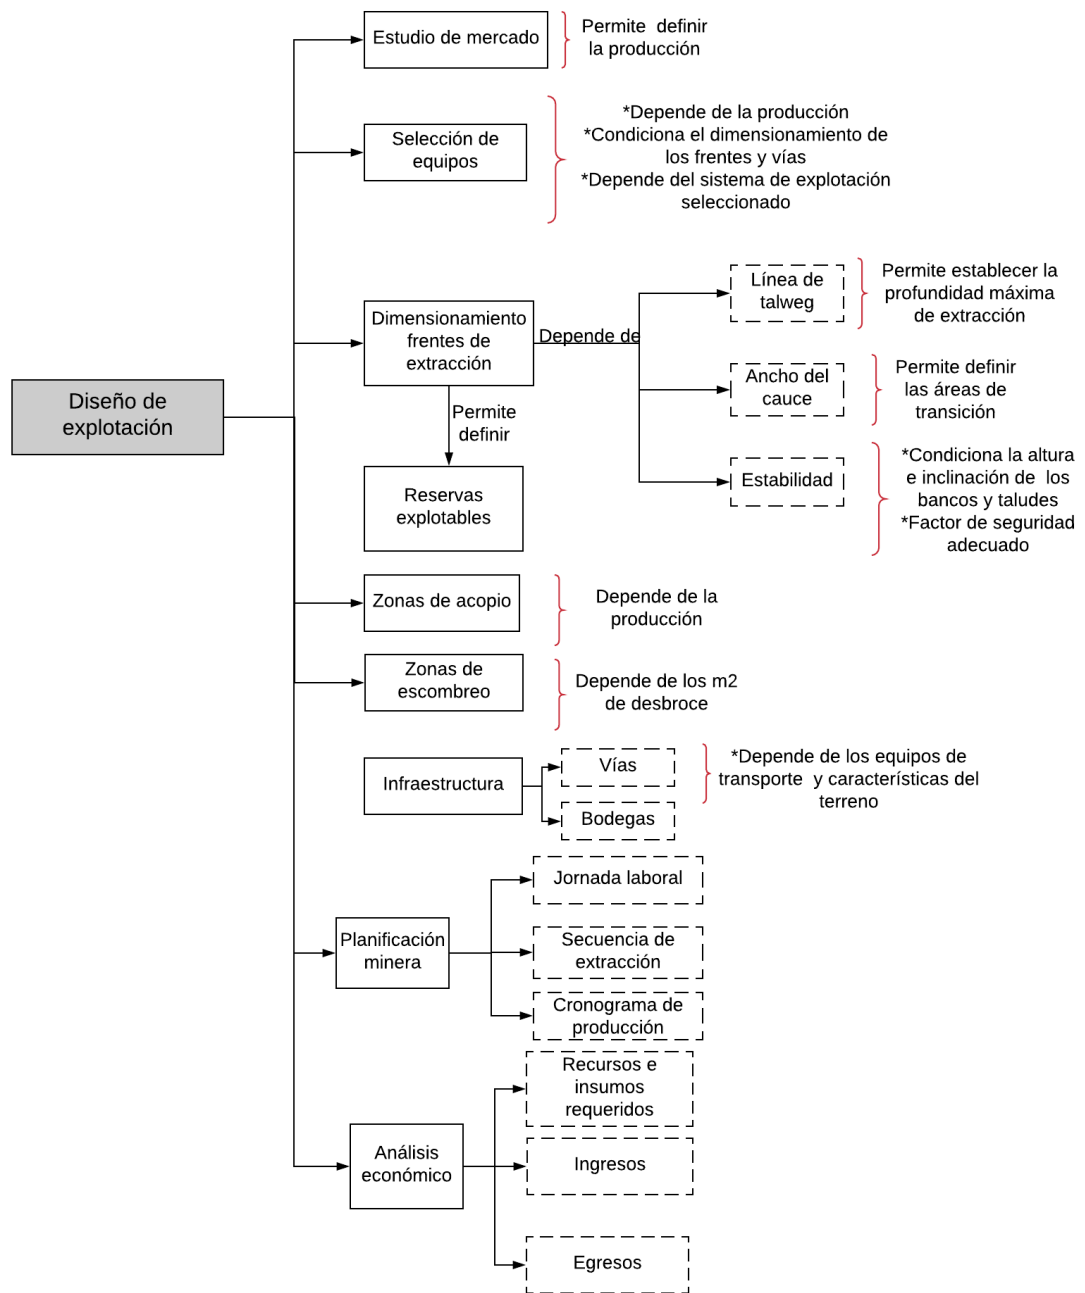 Estudio de mercado
Permite definir
la producción
Selección de
equipos
*Depende de la producción
*Condiciona el dimensionamiento de
los frentes y vías
*Depende del sistema de explotación
seleccionado
Dimensionamiento
frentes de
extracción
Depende de
Línea de
talweg
Permite establecer la
profundidad máxima
de extracción
Ancho del
cauce
Permite definir
las áreas de
transición
Estabilidad
*Condiciona la altura
e inclinación de los
bancos y taludes
*Factor de seguridad
adecuado
Diseño de
explotación
Permite
definir
Reservas
explotables
Zonas de acopio
Depende de la
producción
Zonas de
escombreo
Depende de los m2
de desbroce
Infraestructura
Vías
*Depende de los equipos de
transporte y característícas del
terreno
Bodegas
Planificación
minera
Jornada laboral
Secuencia de
extracción
Cronograma de
producción
Análisis
económico
Recursos e
insumos
requeridos
Ingresos
Egresos